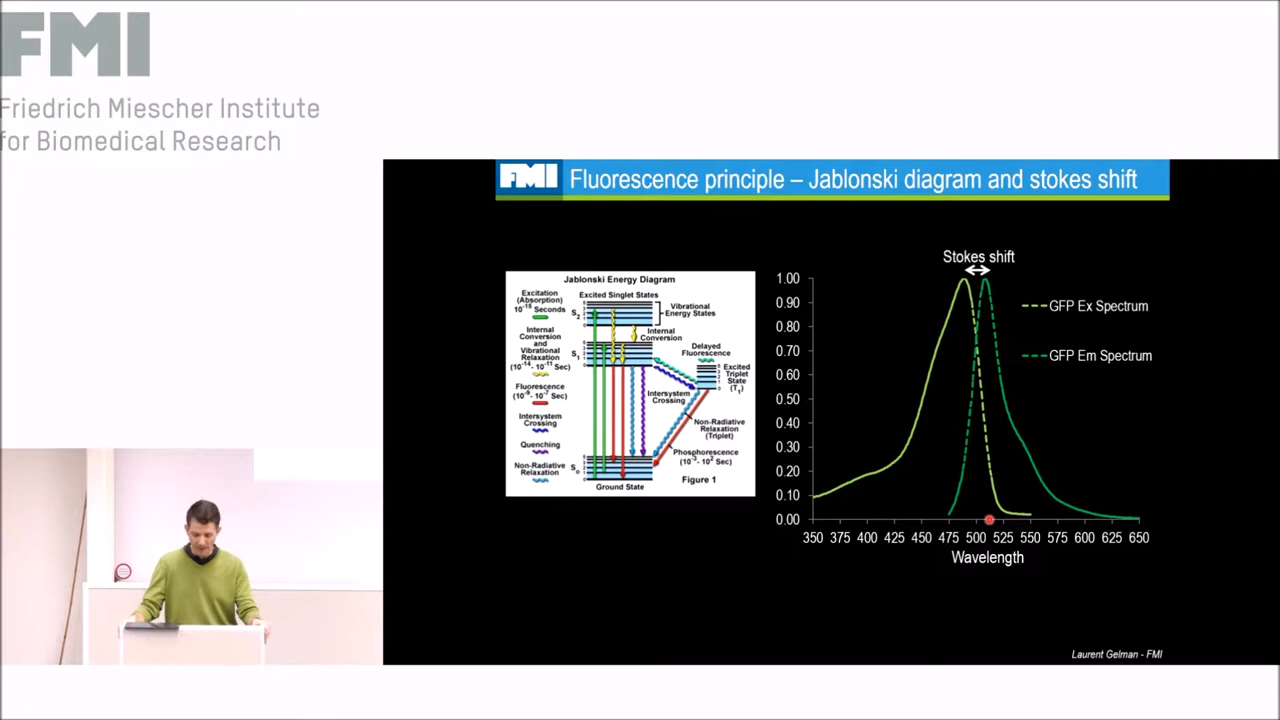 FMI
Friedrich Miescher Institute
for Biomedical Research
FMI
Fluorescence principle – Jablonski diagram and stokes shift
Jablonski Energy Diagram
Excitation
(Absorption)
10-15 Seconds
Internal
Conversion
and
Vibrational
Relaxation
(10-14 - 10-11 Sec)
Fluorescence
(10-9 - 10-7 Sec)
Intersystem
Crossing
Quenching
Non-Radiative
Relaxation
Excited Singlet States
S2
S1
S0
Vibrational
Energy States
Internal
Conversion
Delayed
Fluorescence
Excited
Triplet
State
(T1)
Intersystem
Crossing
Non-Radiative
Relaxation
(Triplet)
Phosphorescence
(10-3 - 102 Sec)
Ground State
Figure 1
Stokes shift
1.00
0.90
0.80
0.70
0.60
0.50
0.40
0.30
0.20
0.10
0.00
350 375 400 425 450 475 500 525 550 575 600 625 650
Wavelength
GFP Ex Spectrum
GFP Em Spectrum
Laurent Gelman - FMI